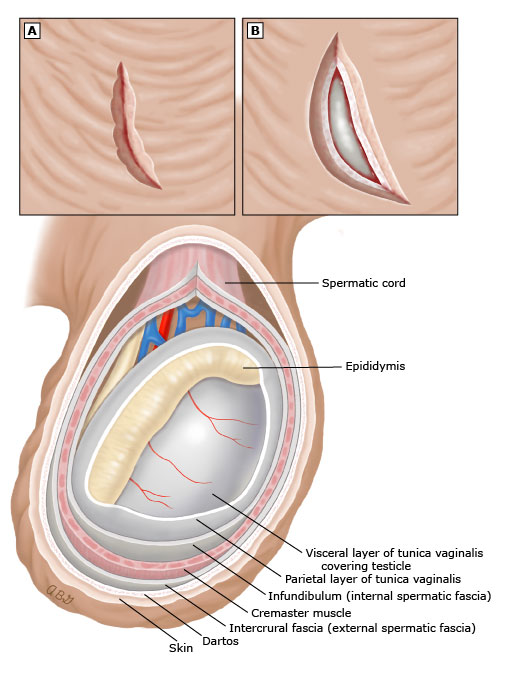 A
B
Spermatic cord
Epididymis
Visceral layer of tunica vaginalis
covering testicle
Parietal layer of tunica vaginalis
Infundibulum (internal spermatic fascia)
Cremaster muscle
Intercrural fascia (external spermatic fascia)
Dartos
Skin